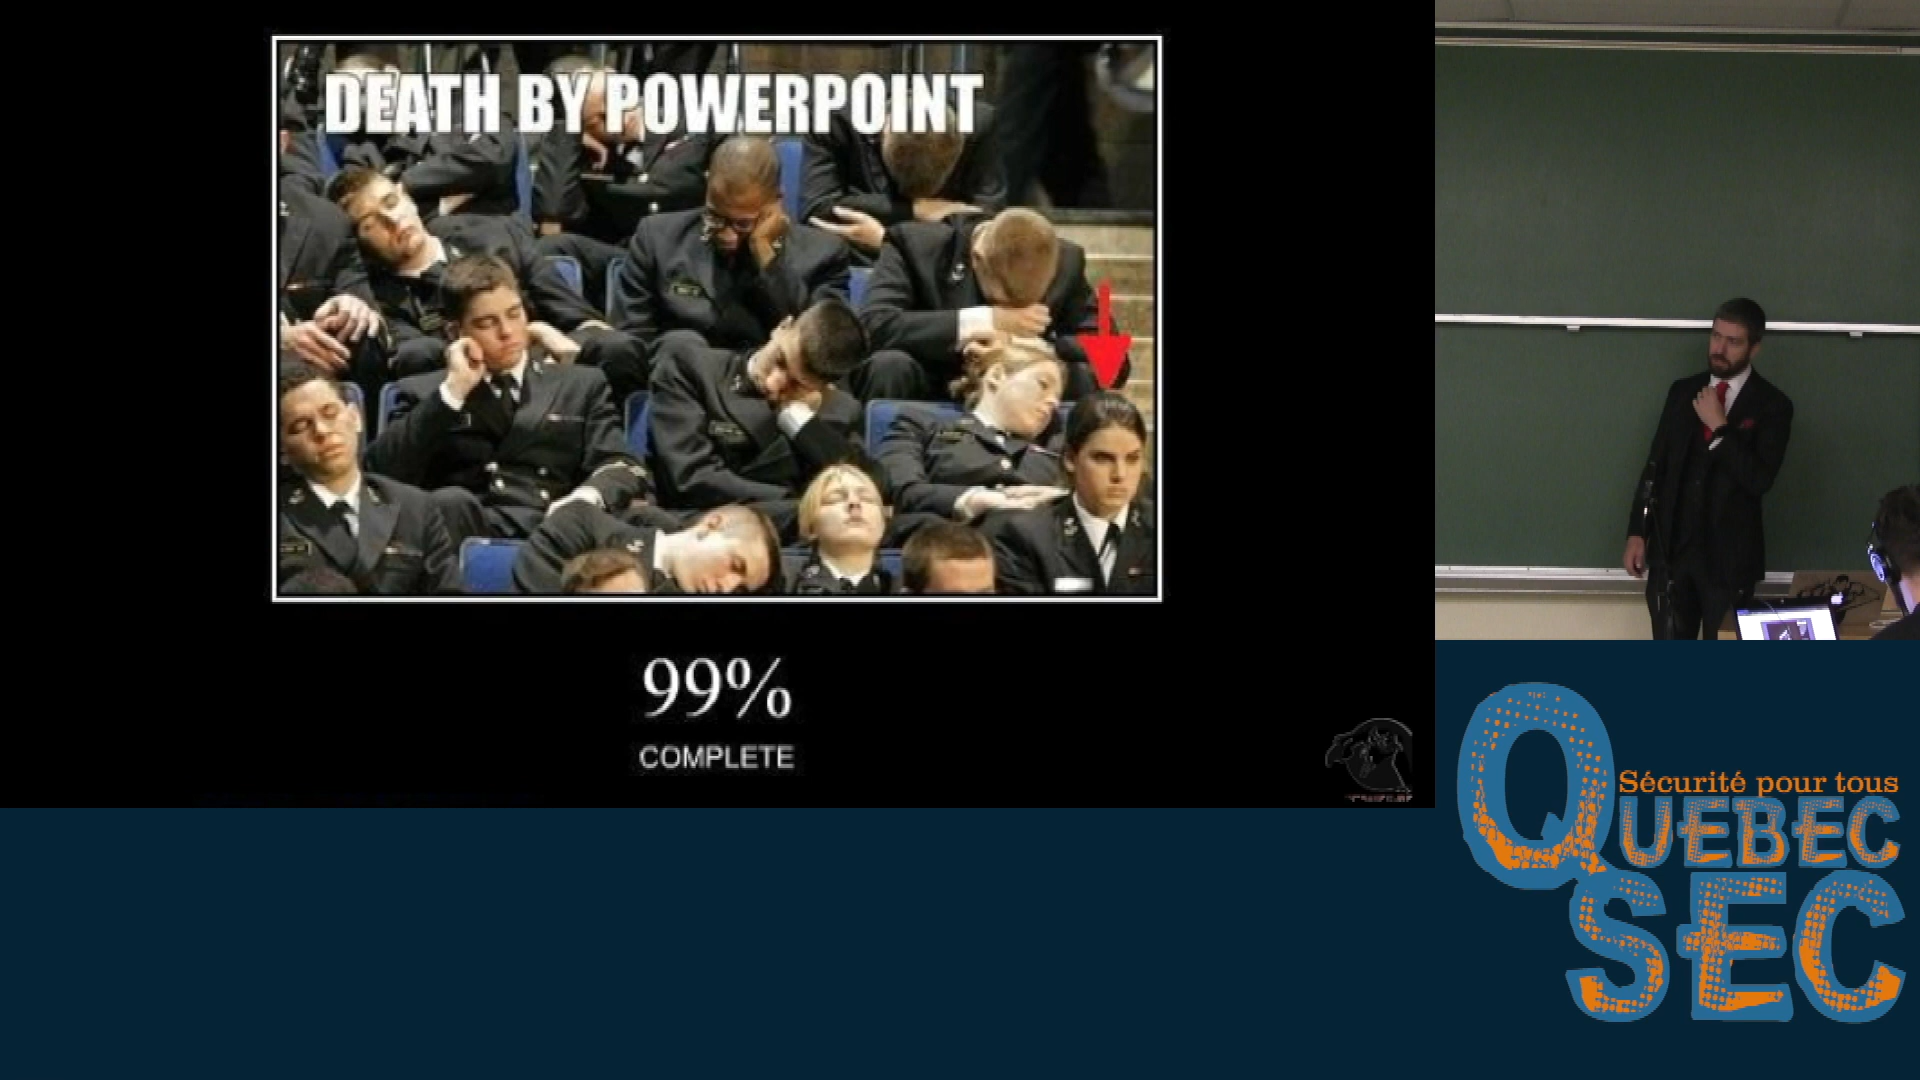 DEATH BY POWERPOINT
99%
COMPLETE
Sécurité pour tous
QUEBEC
SEC